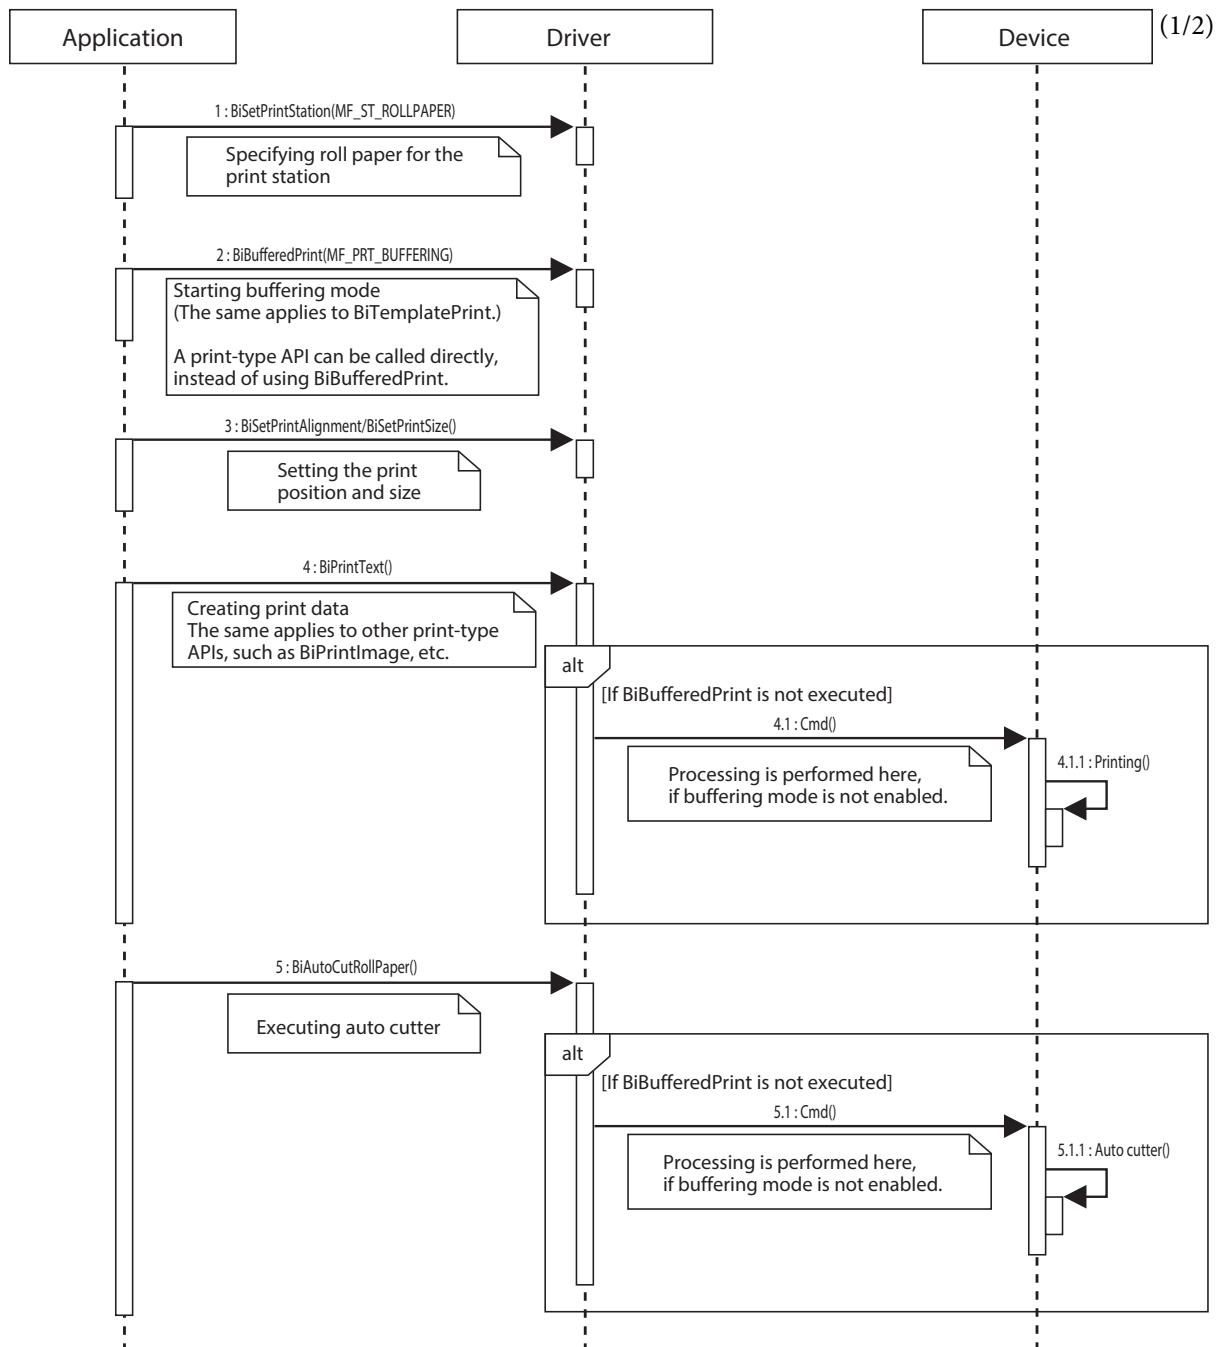 Application
Driver
Device
(1/2)
1 : BiSetPrintStation(MF_ST_ROLLPAPER)
Specifying roll paper for the
print station
2 : BiBufferedPrint(MF_PRT_BUFFERING)
Starting buffering mode
(The same applies to BiTemplatePrint.)
A print-type API can be called directly,
instead of using BiBufferedPrint.
3 : BiSetPrintAlignment/BiSetPrintSize()
Setting the print
position and size
4 : BiPrintText()
Creating print data
The same applies to other print-type
APIs, such as BiPrintImage, etc.
alt
[If BiBufferedPrint is not executed]
4.1 : Cmd()
Processing is performed here,
if buffering mode is not enabled.
4.1.1 : Printing()
5 : BiAutoCutRollPaper()
Executing auto cutter
alt
[If BiBufferedPrint is not executed]
5.1 : Cmd()
Processing is performed here,
if buffering mode is not enabled.
5.1.1 : Auto cutter()